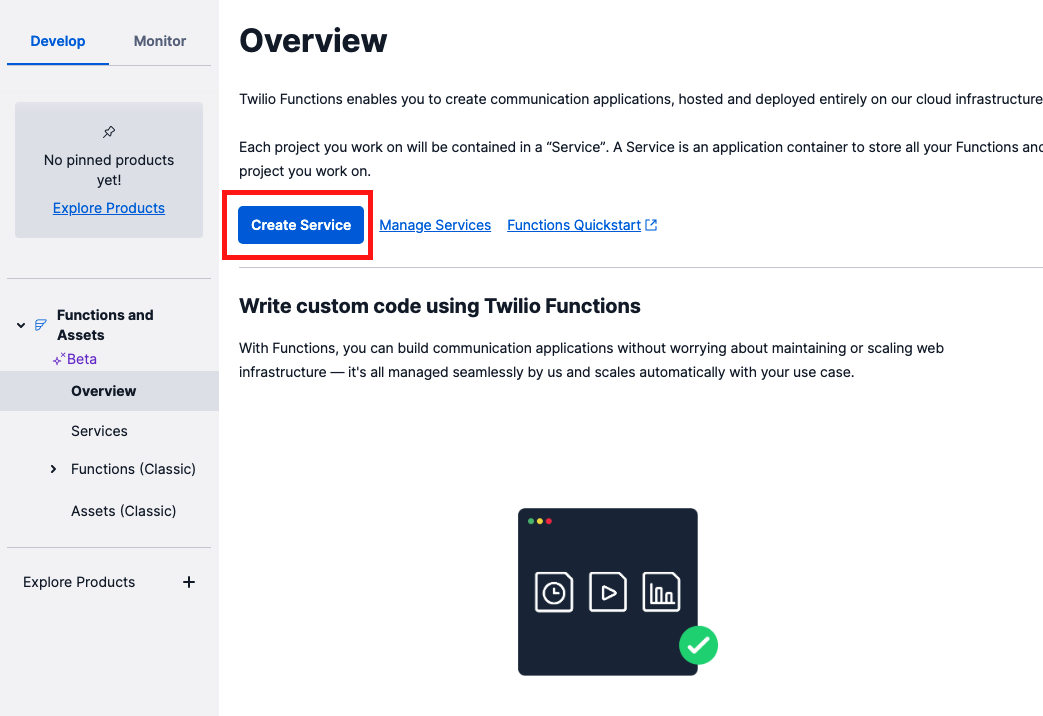 Develop
Monitor
No pinned products
yet!
Explore Products
Functions and
Assets
Beta
Overview
Services
Functions (Classic)
Assets (Classic)
Explore Products
Overview
Twilio Functions enables you to create communication applications, hosted and deployed entirely on our cloud infrastructure
Each project you work on will be contained in a “Service”. A Service is an application container to store all your Functions and
project you work on.
Create Service
Manage Services
Functions Quickstart
Write custom code using Twilio Functions
With Functions, you can build communication applications without worrying about maintaining or scaling web
infrastructure — it's all managed seamlessly by us and scales automatically with your use case.